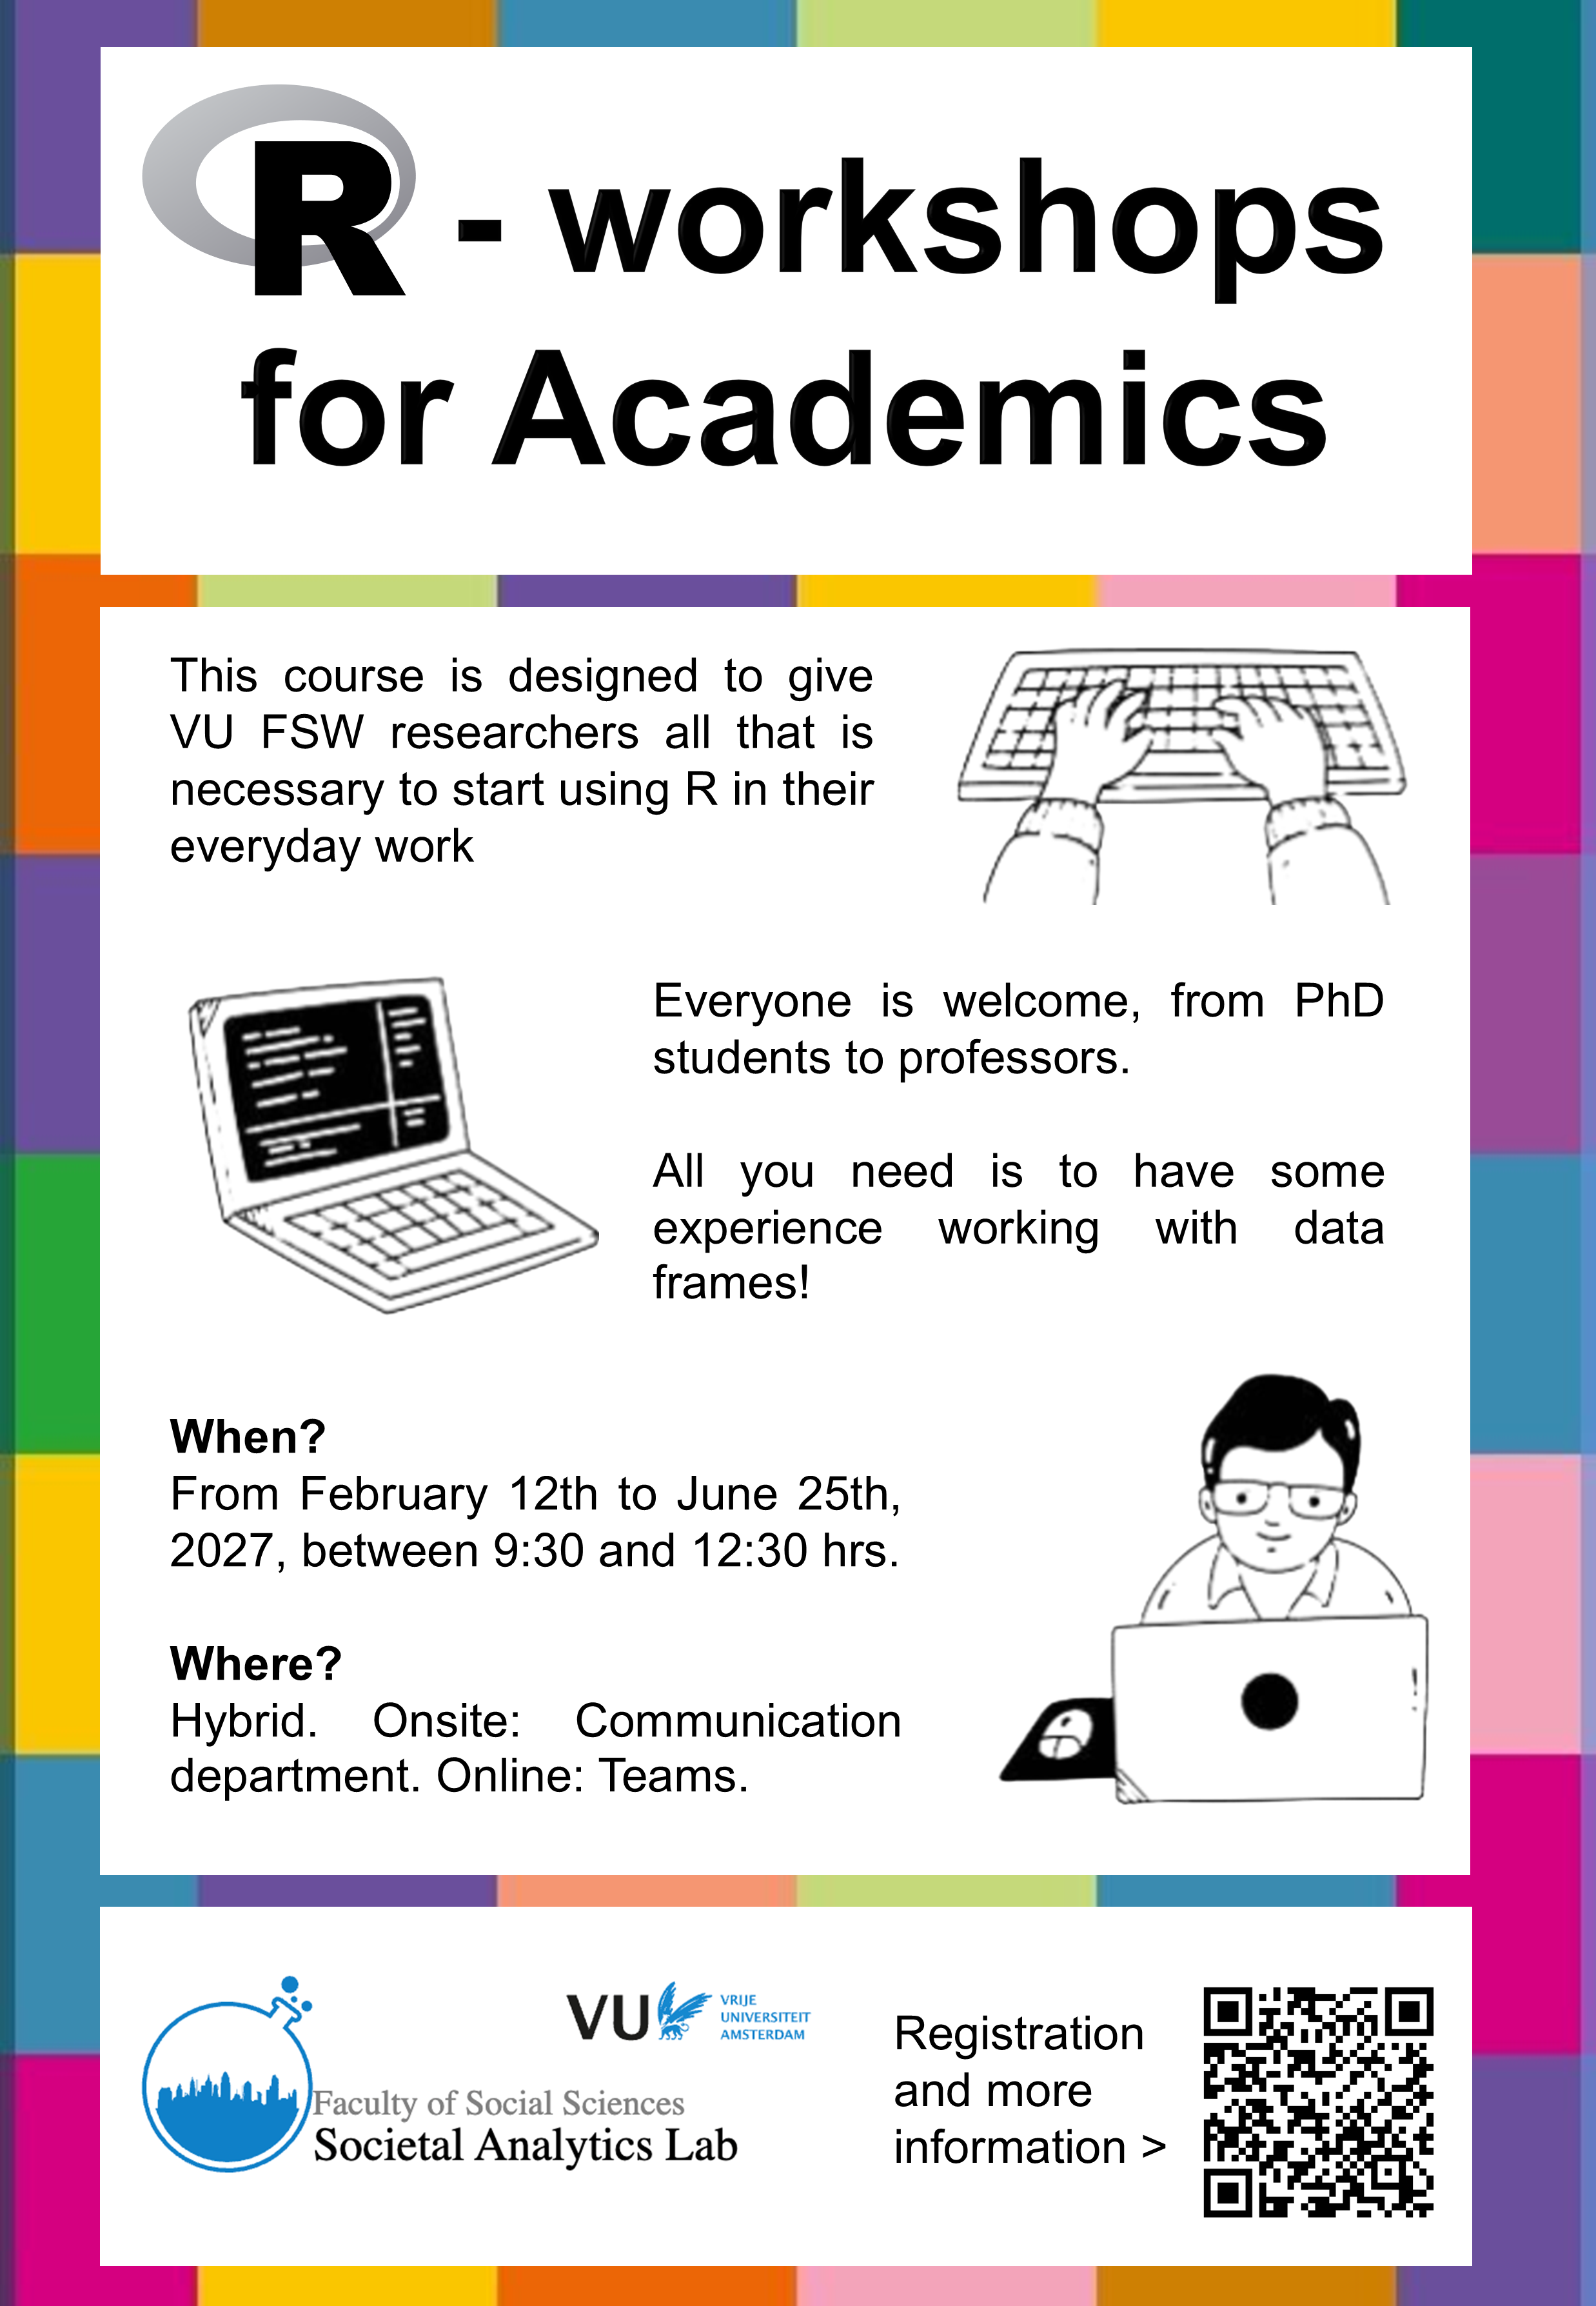 R - workshops
for Academics
This course is designed to give
VU FSW researchers all that is
necessary to start using R in their
everyday work
Everyone is welcome, from PhD
students to professors.
All you need is to have some
experience working with data
frames!
When?
From February 12th to June 25th,
2027, between 9:30 and 12:30 hrs.
Where?
Hybrid. Onsite: Communication
department. Online: Teams.
VU VRIJE
UNIVERSITEIT
AMSTERDAM
Faculty of Social Sciences
Societal Analytics Lab
Registration
and more
information >